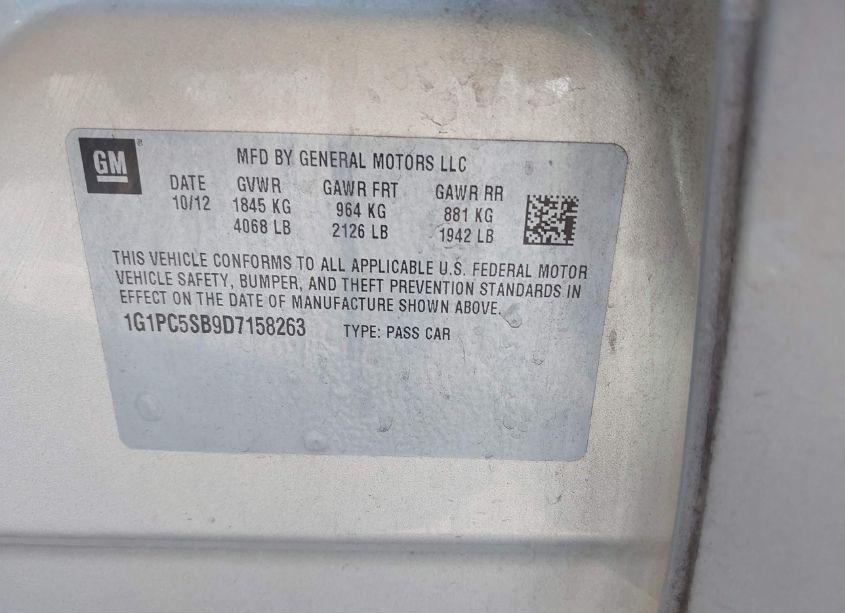 GM ® MFD BY GENERAL MOTORS LLC
DATE GVWR GAWR FRT GAWR RR
10/12 1845 KG 964 KG 881 KG
4068 LB 2126 LB 1942 LB
THIS VEHICLE CONFORMS TO ALL APPLICABLE U.S. FEDERAL MOTOR
VEHICLE SAFETY, BUMPER, AND THEFT PREVENTION STANDARDS IN
EFFECT ON THE DATE OF MANUFACTURE SHOWN ABOVE.
1G1PC5SB9D7158263 TYPE: PASS CAR